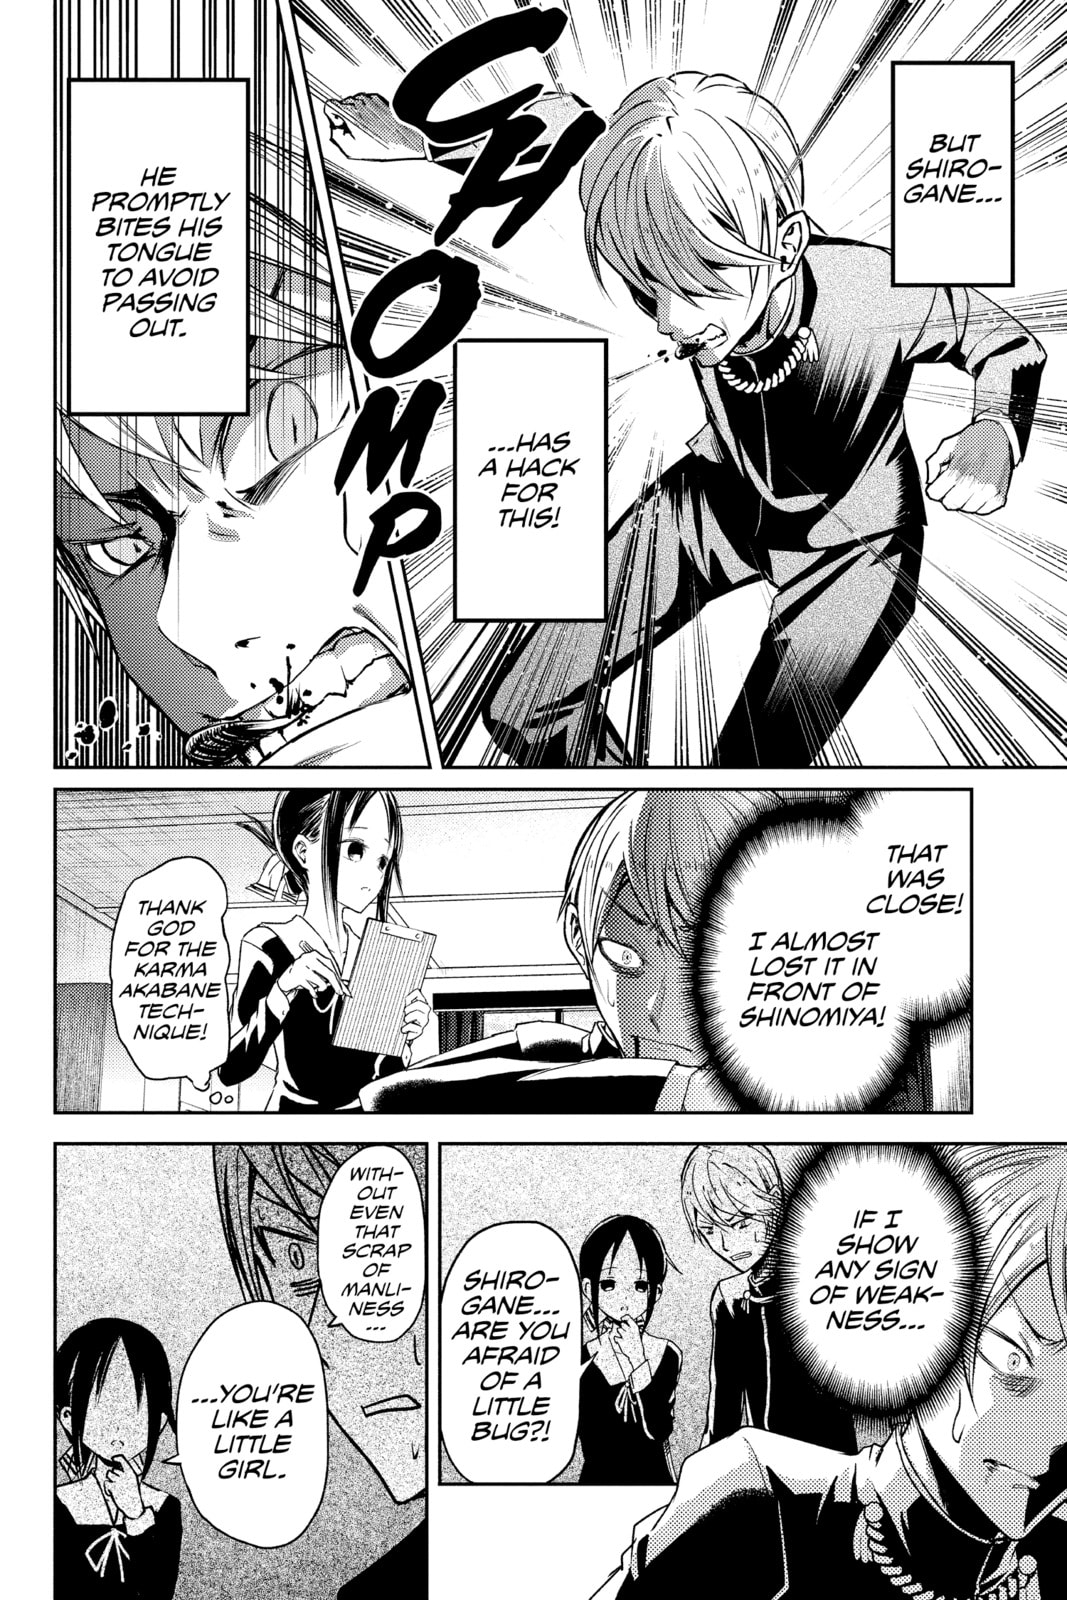 BUT
SHIRO-
GANE...
...HAS
A HACK
FOR
THIS!
CHOMP
HE
PROMPTLY
BITES HIS
TONGUE
TO AVOID
PASSING
OUT.
THAT
WAS
CLOSE!
I ALMOST
LOST IT IN
FRONT OF
SHINOMIYA!
THANK
GOD
FOR THE
KARMA
AKABANE
TECH-
NIQUE!
IF I
SHOW
ANY SIGN
OF WEAK-
NESS...
SHIRO-
GANE...
ARE YOU
AFRAID
OF A
LITTLE
BUG?!
WITH-
OUT EVEN
THAT
SCRAP
OF
MANLI-
NESS
...
...YOU'RE
LIKE A
LITTLE
GIRL.